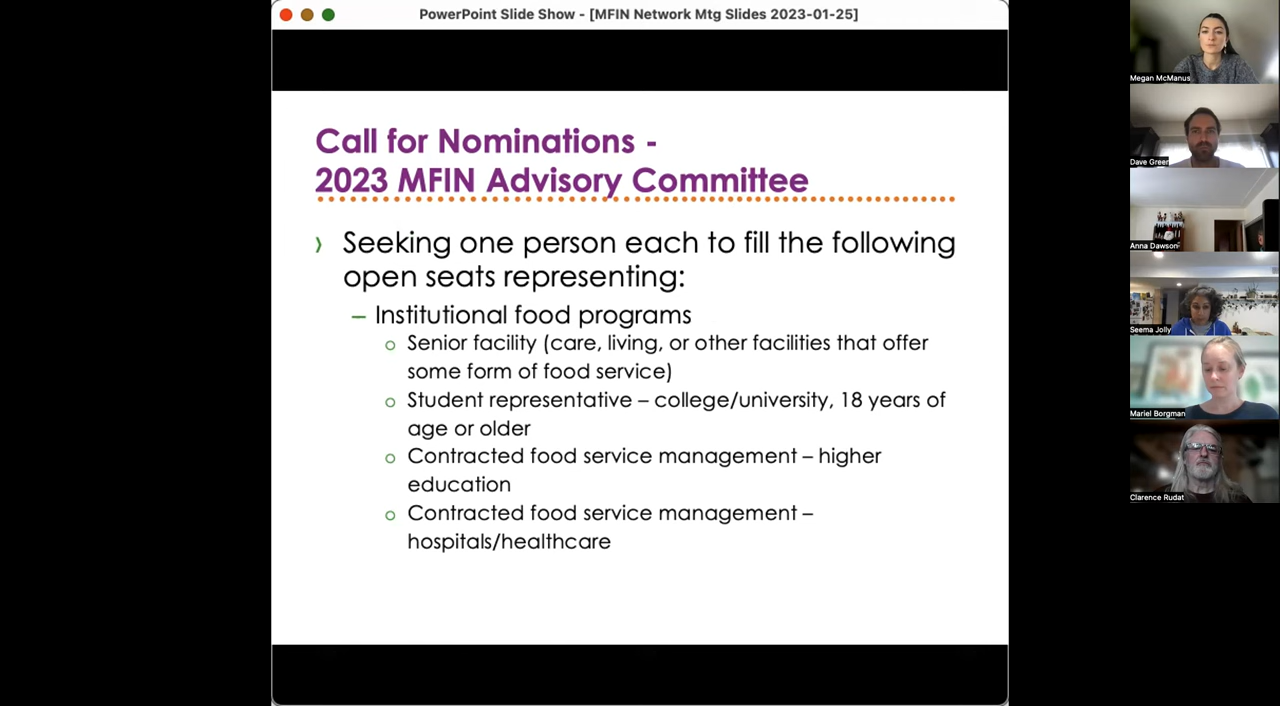 PowerPoint Slide Show - [MFIN Network Mtg Slides 2023-01-25]
Call for Nominations -
2023 MFIN Advisory Committee
› Seeking one person each to fill the following
open seats representing:
– Institutional food programs
o Senior facility (care, living, or other facilities that offer
some form of food service)
o Student representative – college/university, 18 years of
age or older
o Contracted food service management – higher
education
o Contracted food service management –
hospitals/healthcare
Megan McManus
Dave Greer
Anna Dawson
Seema Jolly
Mariel Borgman
Clarence Rudat